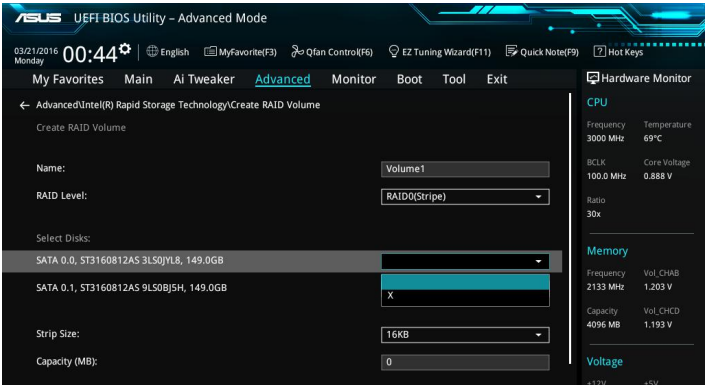 ASUS UEFI BIOS Utility – Advanced Mode
03/21/2016 Monday 00:44 English MyFavorite(F3) Qfan Control(F6) EZ Tuning Wizard(F11) Quick Note(F9) ? Hot Keys
My Favorites Main Ai Tweaker Advanced Monitor Boot Tool Exit
Hardware Monitor
← Advanced\Intel(R) Rapid Storage Technology\Create RAID Volume
Create RAID Volume
Name: Volume1
RAID Level: RAID0(Stripe)
Select Disks:
SATA 0.0, ST3160812AS 3LS0JYL8, 149.0GB
SATA 0.1, ST3160812AS 9LS0BJ5H, 149.0GB
X
Strip Size: 16KB
Capacity (MB): 0
CPU
Frequency Temperature
3000 MHz 69°C
BCLK Core Voltage
100.0 MHz 0.888 V
Ratio
30x
Memory
Frequency Vol_CHAB
2133 MHz 1.203 V
Capacity Vol_CHCD
4096 MB 1.193 V
Voltage
+12V +5V